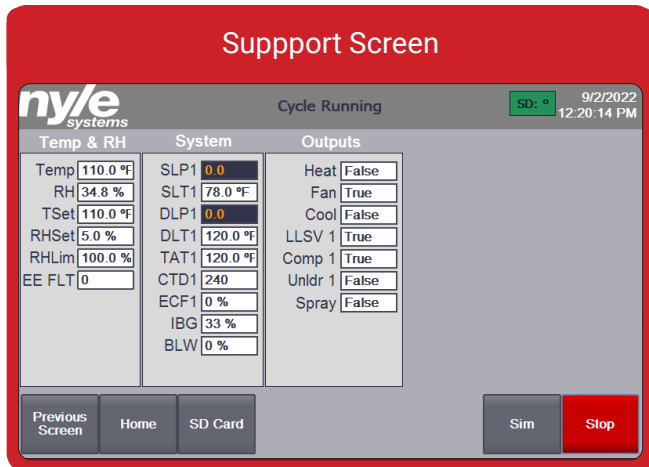 Suppport Screen
nyle
systems
Cycle Running
SD: °
9/2/2022
12:20:14 PM
Temp & RH
Temp 110.0 °F
RH 34.8 %
TSet 110.0 °F
RHSet 5.0 %
RHLim 100.0 %
EE FLT 0
System
SLP1 0.0
SLT1 78.0 °F
DLP1 0.0
DLT1 120.0 °F
TAT1 120.0 °F
CTD1 240
ECF1 0 %
IBG 33 %
BLW 0 %
Outputs
Heat False
Fan True
Cool False
LLSV 1 True
Comp 1 True
Unldr 1 False
Spray False
Previous
Screen
Home
SD Card
Sim
Stop